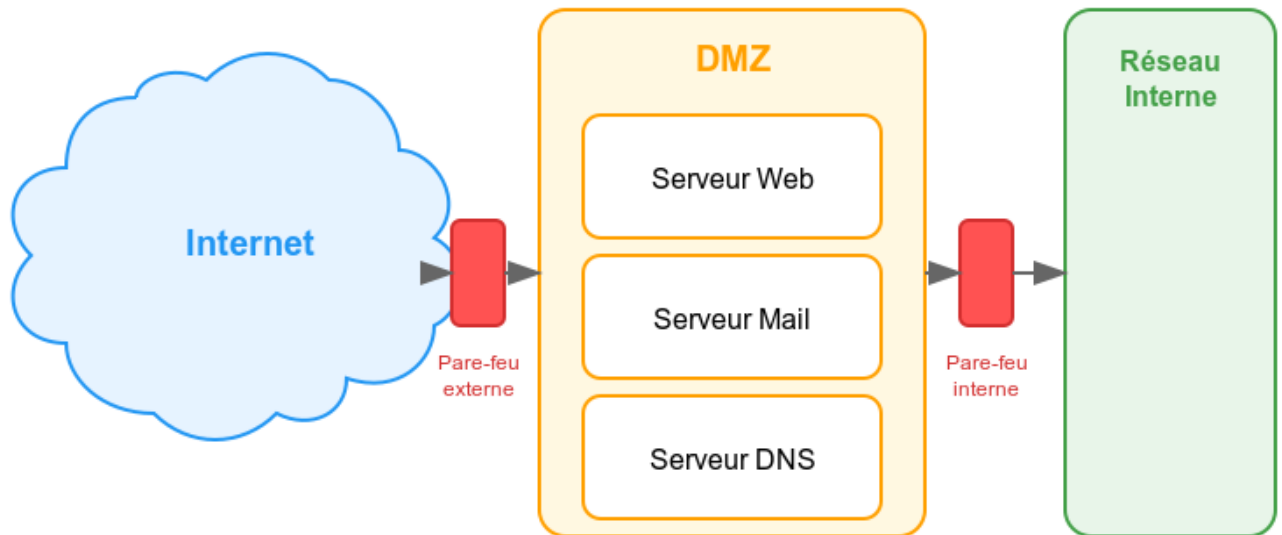 Internet
Pare-feu
externe
DMZ
Serveur Web
Serveur Mail
Serveur DNS
Pare-feu
interne
Réseau
Interne